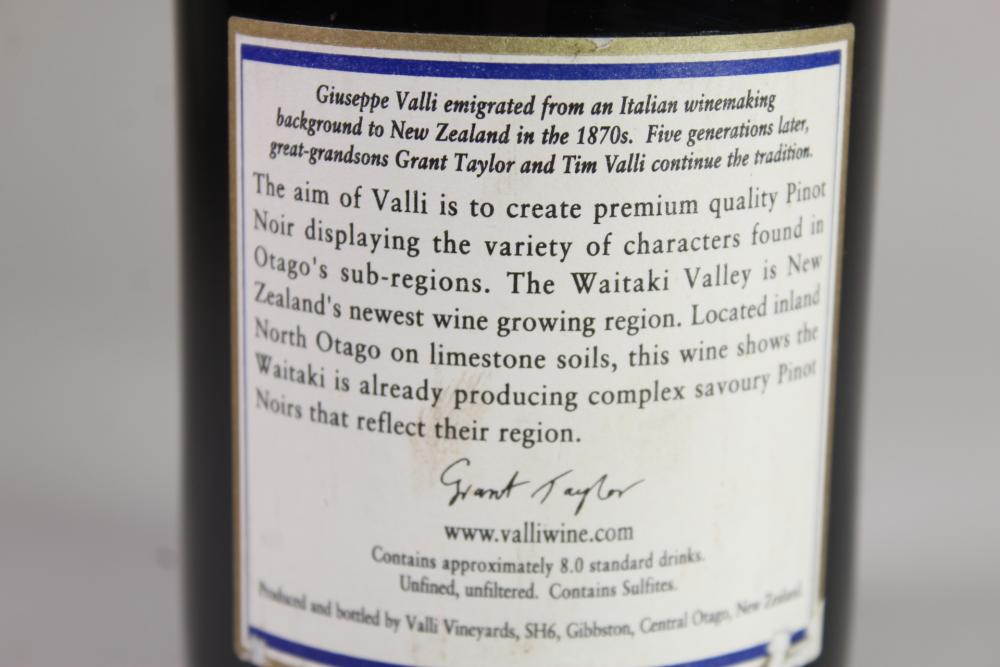 Giuseppe Valli emigrated from an Italian winemaking
background to New Zealand in the 1870s. Five generations later,
great-grandsons Grant Taylor and Tim Valli continue the tradition.
The aim of Valli is to create premium quality Pinot
Noir displaying the variety of characters found in
Otago's sub-regions. The Waitaki Valley is New
Zealand's newest wine growing region. Located inland
North Otago on limestone soils, this wine shows the
Waitaki is already producing complex savoury Pinot
Noirs that reflect their region.
Grant Taylor
www.valliwine.com
Contains approximately 8.0 standard drinks.
Unfined, unfiltered. Contains Sulfites.
Produced and bottled by Valli Vineyards, SH6, Gibbston, Central Otago, New Zealand.